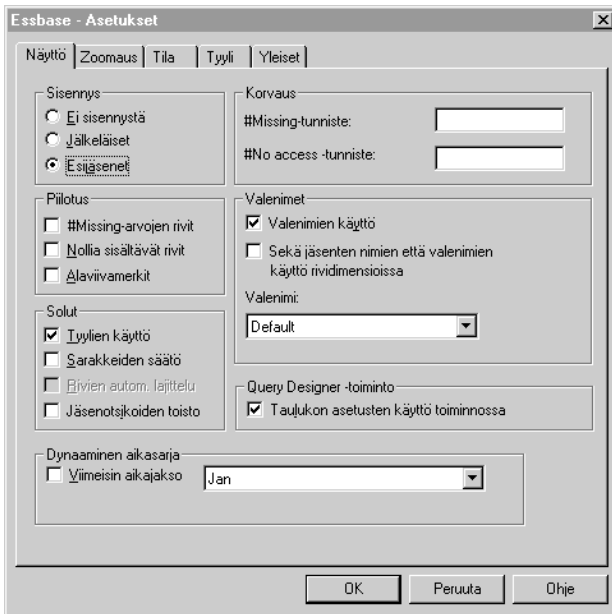 Essbase - Asetukset
Näyttö Zoomaus Tila Tyyli Yleiset
Sisennys
Ei sisennystä
Jälkeläiset
Esijäsenet
Korvaus
#Missing-tunniste:
#No access -tunniste:
Piilotus
#Missing-arvojen rivit
Nollia sisältävät rivit
Alaviivamerkit
Valenimet
Valenimien käyttö
Sekä jäsenten nimien että valenimien
käyttö rividimensioissa
Valenimi:
Default
Solut
Tyylien käyttö
Sarakkeiden säätö
Rivien autom. lajittelu
Jäsenotsikoiden toisto
Query Designer -toiminto
Taulukon asetusten käyttö toiminnossa
Dynaaminen aikasarja
Viimeisin aikajakso
Jan
OK Peruuta Ohje